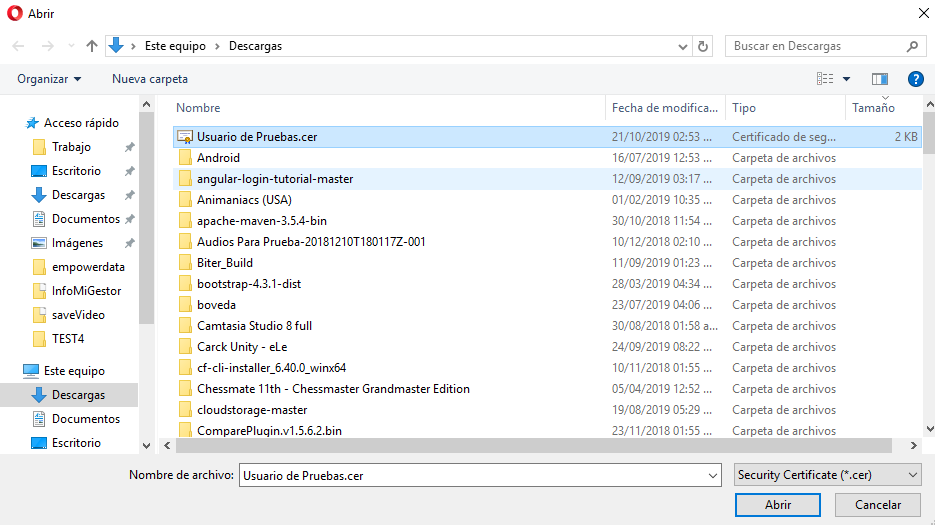 Abrir
Este equipo › Descargas
Buscar en Descargas
Organizar
Nueva carpeta
?
Acceso rápido
Trabajo
Escritorio
Descargas
Documentos
Imágenes
empowerdata
InfoMiGestor
saveVideo
TEST4
Este equipo
Descargas
Documentos
Escritorio
Nombre Fecha de modifica... Tipo Tamaño
Usuario de Pruebas.cer 21/10/2019 02:53 ... Certificado de seg... 2 KB
Android 16/07/2019 12:53 ... Carpeta de archivos
angular-login-tutorial-master 12/09/2019 03:17 ... Carpeta de archivos
Animaniacs (USA) 01/02/2019 10:35 ... Carpeta de archivos
apache-maven-3.5.4-bin 30/10/2018 11:54 ... Carpeta de archivos
Audios Para Prueba-20181210T180117Z-001 10/12/2018 02:10 ... Carpeta de archivos
Biter_Build 11/09/2019 01:23 ... Carpeta de archivos
bootstrap-4.3.1-dist 28/03/2019 04:34 ... Carpeta de archivos
boveda 23/07/2019 04:06 ... Carpeta de archivos
Camtasia Studio 8 full 30/08/2018 01:58 a... Carpeta de archivos
Carck Unity - eLe 24/09/2019 08:22 ... Carpeta de archivos
cf-cli-installer_6.40.0_winx64 10/11/2018 01:55 ... Carpeta de archivos
Chessmate 11th - Chessmaster Grandmaster Edition 05/04/2019 12:52 ... Carpeta de archivos
cloudstorage-master 19/08/2019 05:29 ... Carpeta de archivos
ComparePlugin.v1.5.6.2.bin 23/11/2018 01:55 ... Carpeta de archivos
Nombre de archivo: Usuario de Pruebas.cer Security Certificate (*.cer)
Abrir Cancelar